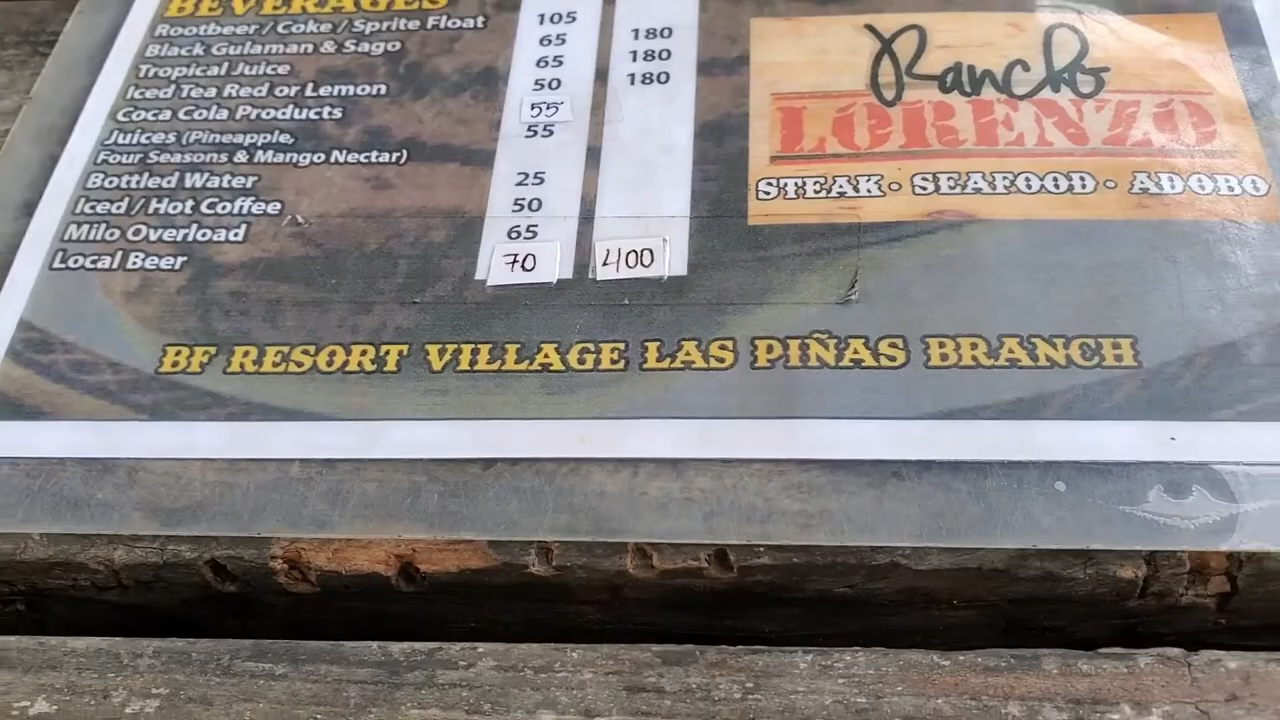 BEVERAGES
Rootbeer / Coke / Sprite Float 105
Black Gulaman & Sago 65 180
Tropical Juice 65 180
Iced Tea Red or Lemon 50 180
Coca Cola Products 55
Juices (Pineapple, 55
Four Seasons & Mango Nectar)
Bottled Water 25
Iced / Hot Coffee 50
Milo Overload 65
Local Beer 70 400
Rancho
LORENZO
STEAK • SEAFOOD • ADOBO
BF RESORT VILLAGE LAS PIÑAS BRANCH